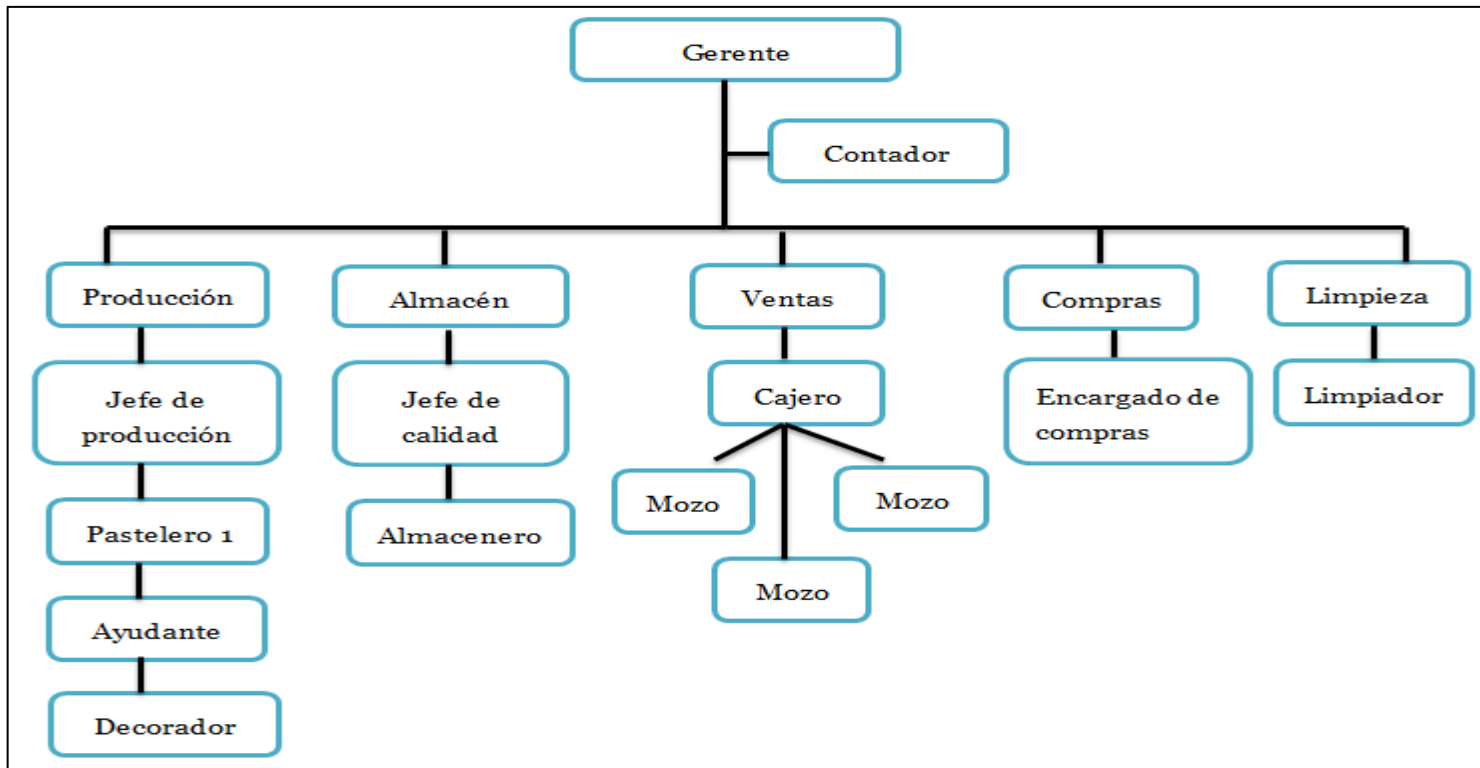 Gerente
Contador
Producción
Almacén
Ventas
Compras
Limpieza
Jefe de
producción
Jefe de
calidad
Cajero
Encargado de
compras
Limpiador
Pastelero 1
Almacenero
Mozo
Mozo
Mozo
Ayudante
Decorador